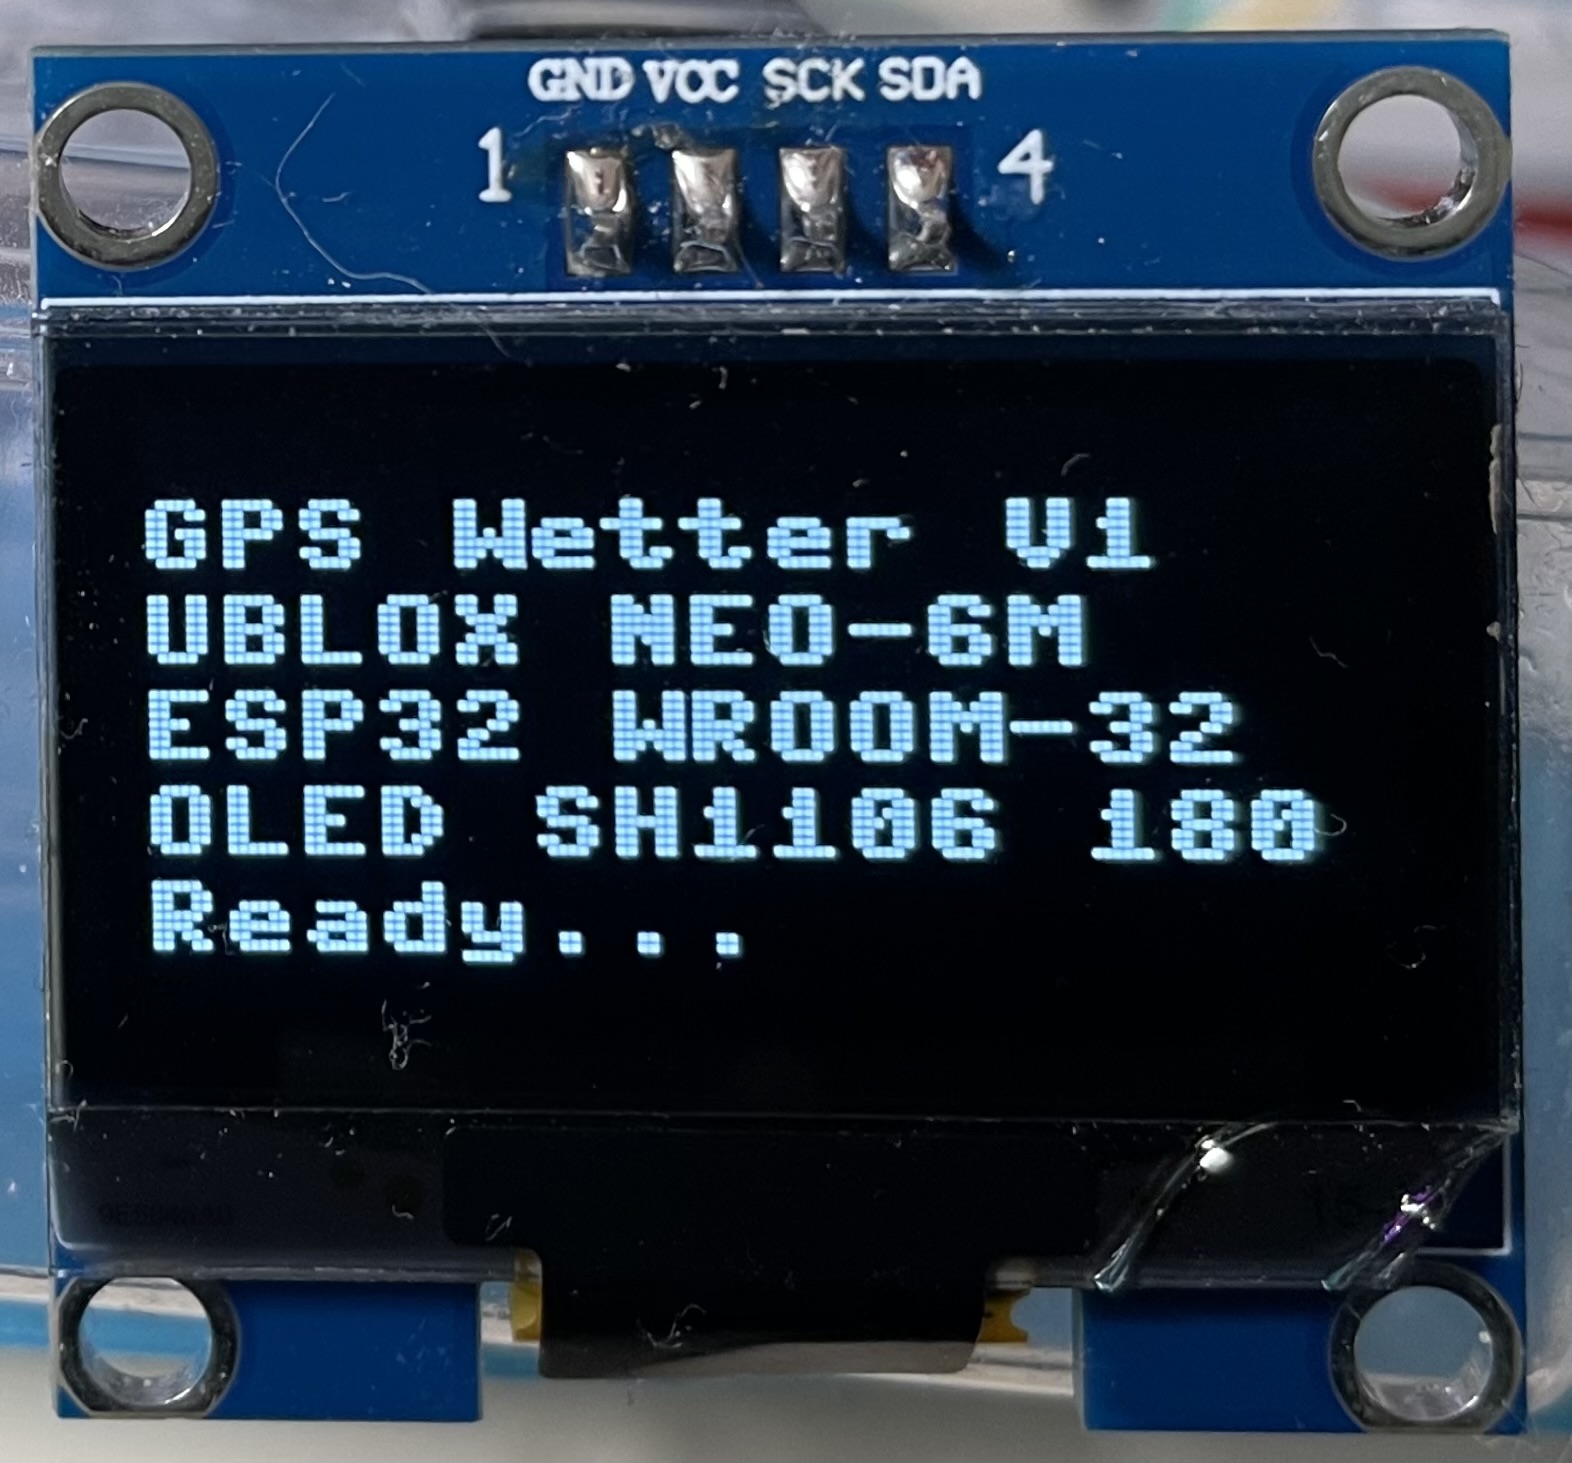 GND VCC SCK SDA
1 4
GPS Wetter V1
UBLOX NEO-6M
ESP32 WROOM-32
OLED SH1106 180
Ready...